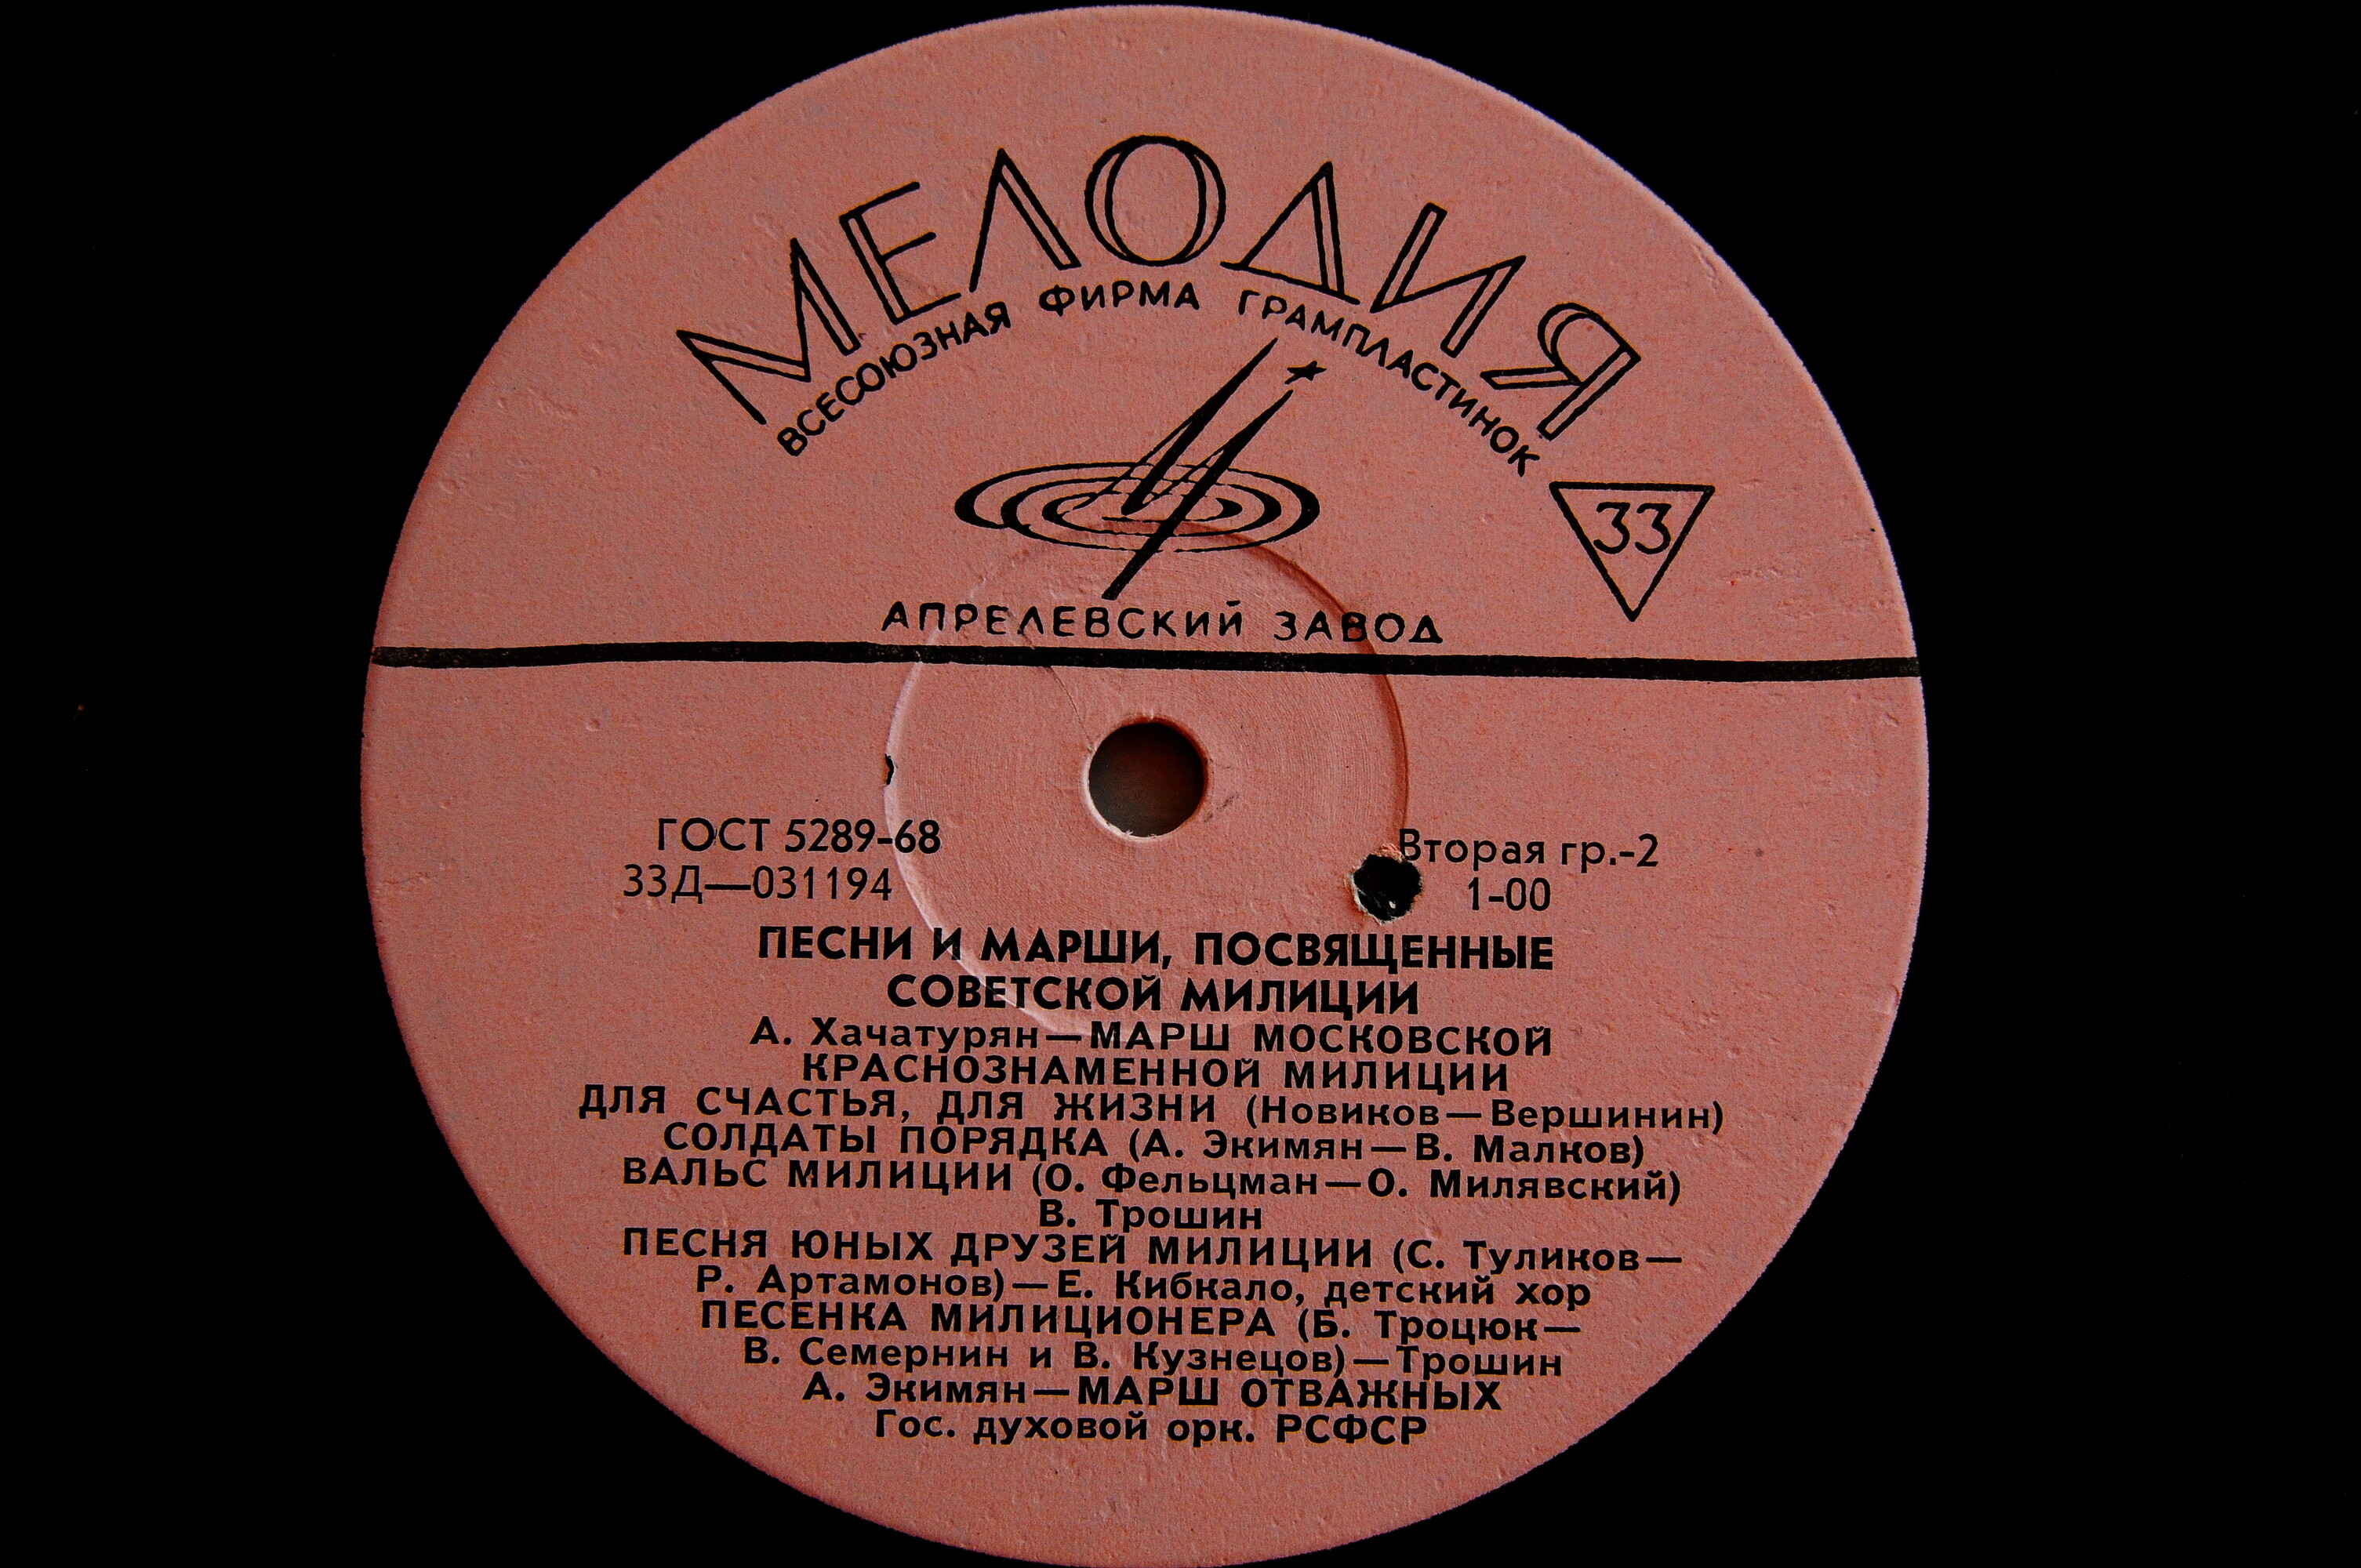 МЕЛОДИЯ
ВСЕСОЮЗНАЯ ФИРМА ГРАМПЛАСТИНОК
33
АПРЕЛЕВСКИЙ ЗАВОД
ГОСТ 5289-68
Вторая гр.-2
33Д—031194
1-00
ПЕСНИ И МАРШИ, ПОСВЯЩЕННЫЕ
СОВЕТСКОЙ МИЛИЦИИ
А. Хачатурян—МАРШ МОСКОВСКОЙ
КРАСНОЗНАМЕННОЙ МИЛИЦИИ
ДЛЯ СЧАСТЬЯ, ДЛЯ ЖИЗНИ (Новиков—Вершинин)
СОЛДАТЫ ПОРЯДКА (А. Экимян—В. Малков)
ВАЛЬС МИЛИЦИИ (О. Фельцман—О. Милявский)
В. Трошин
ПЕСНЯ ЮНЫХ ДРУЗЕЙ МИЛИЦИИ (С. Туликов—
Р. Артамонов)—Е. Кибкало, детский хор
ПЕСЕНКА МИЛИЦИОНЕРА (Б. Троцюк—
В. Семернин и В. Кузнецов)—Трошин
А. Экимян—МАРШ ОТВАЖНЫХ
Гос. духовой орк. РСФСР